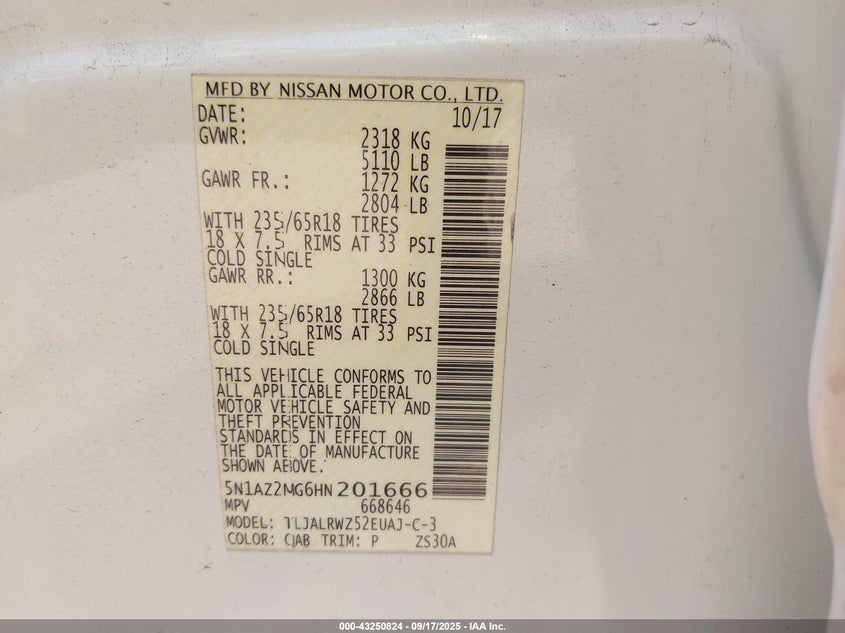 MFD BY NISSAN MOTOR CO., LTD.
DATE: 10/17
GVWR: 2318 KG
5110 LB
GAWR FR.: 1272 KG
2804 LB
WITH 235/65R18 TIRES
18 X 7.5 RIMS AT 33 PSI
COLD SINGLE
GAWR RR.: 1300 KG
2866 LB
WITH 235/65R18 TIRES
18 X 7.5 RIMS AT 33 PSI
COLD SINGLE
THIS VEHICLE CONFORMS TO
ALL APPLICABLE FEDERAL
MOTOR VEHICLE SAFETY AND
THEFT PREVENTION
STANDARDS IN EFFECT ON
THE DATE OF MANUFACTURE
SHOWN ABOVE.
5N1AZ2MG6HN201666
MPV 668646
MODEL: TLJALRWZ52EUAJ-C-3
COLOR: QAB TRIM: P ZS30A
000-43250824 - 09/17/2025 - IAA Inc.